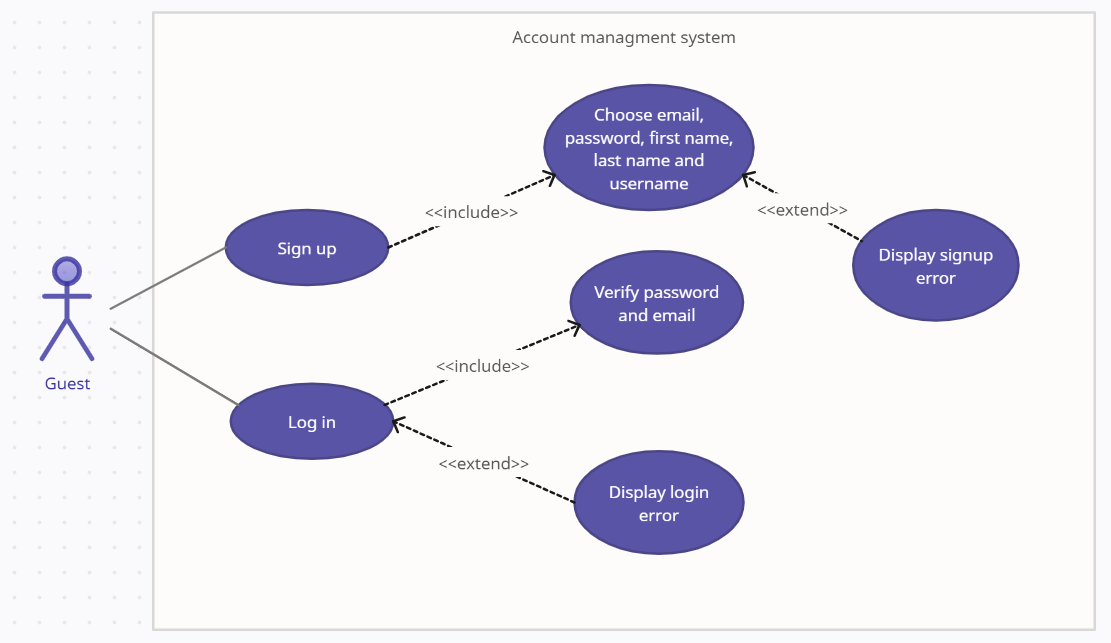 Account managment system
Choose email,
password, first name,
last name and
username
<<include>>
<<extend>>
Sign up
Display signup
error
Verify password
and email
<<include>>
Guest
Log in
<<extend>>
Display login
error